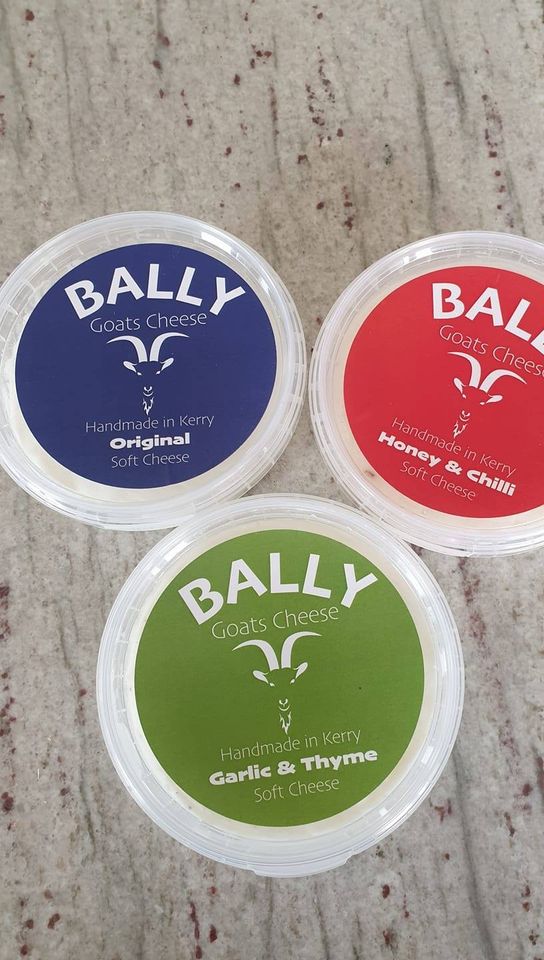 BALLY
Goats Cheese
Handmade in Kerry
Original
Soft Cheese
BALL
Goats Cheese
Handmade in Kerry
Honey & Chilli
Soft Cheese
BALLY
Goats Cheese
Handmade in Kerry
Garlic & Thyme
Soft Cheese